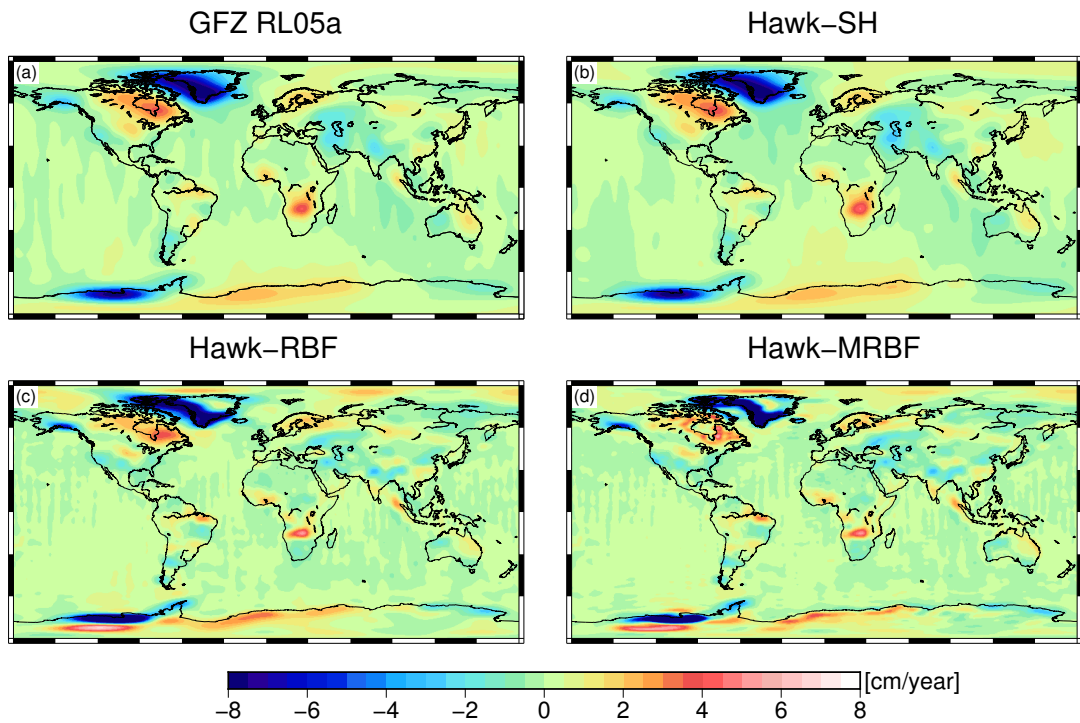 GFZ RL05a
Hawk−SH
(a)
(b)
Hawk−RBF
Hawk−MRBF
(c)
(d)
[cm/year]
−8 −6 −4 −2 0 2 4 6 8